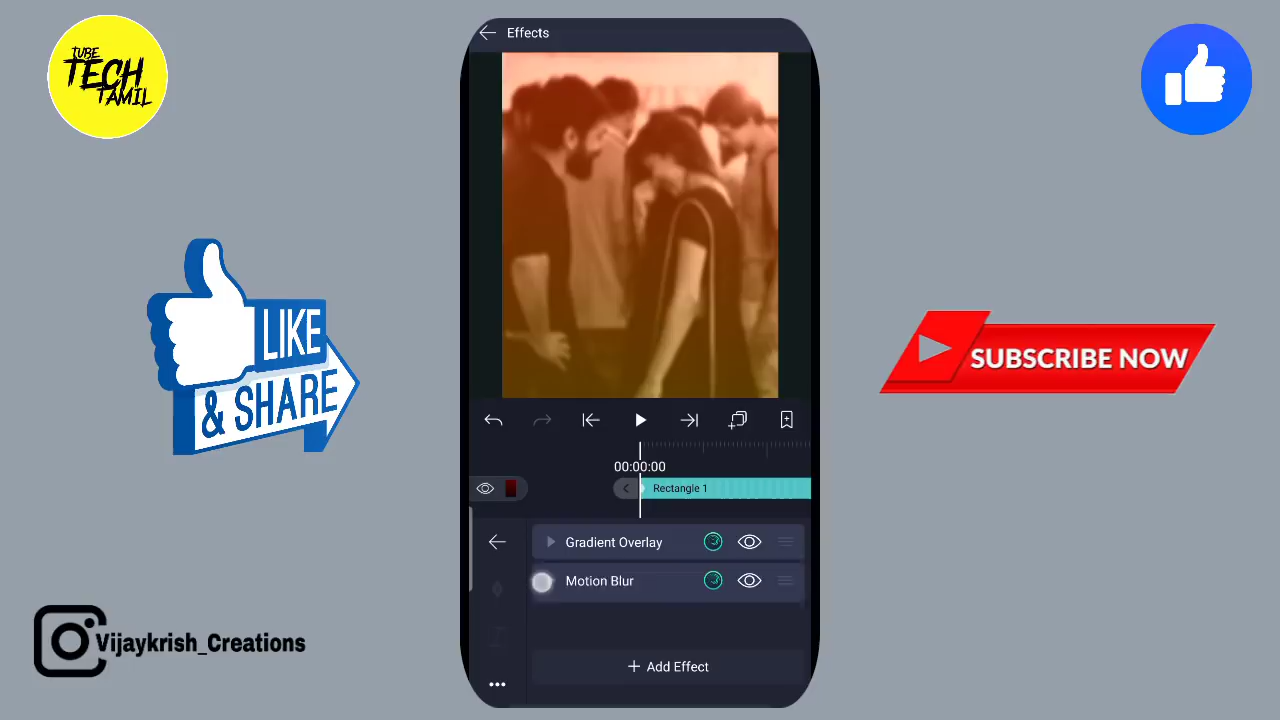 TUBE
TECH
TAMIL
Effects
LIKE
& SHARE
SUBSCRIBE NOW
00:00:00
Rectangle 1
Gradient Overlay
Motion Blur
+ Add Effect
Vijaykrish_Creations